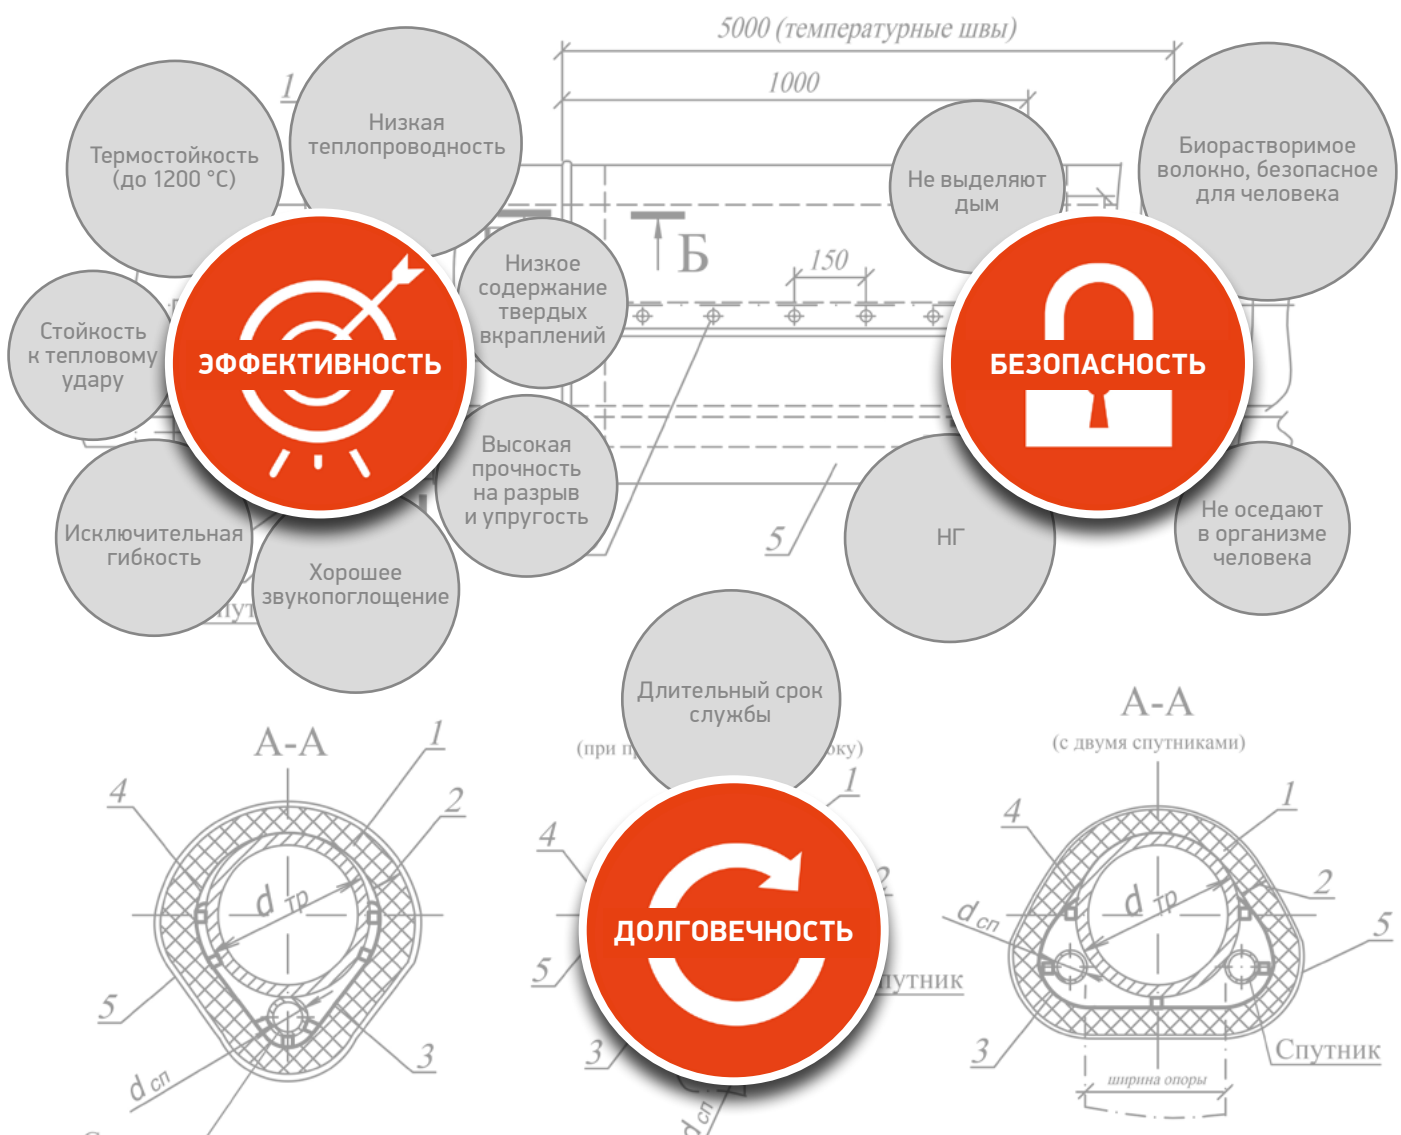 5000 (температурные швы)
1000
1
Термостойкость
(до 1200 °C)
Низкая
теплопроводность
Не выделяют
дым
Биорастворимое
волокно, безопасное
для человека
Б
150
Низкое
содержание
твердых
вкраплений
Стойкость
к тепловому
удару
ЭФФЕКТИВНОСТЬ
БЕЗОПАСНОСТЬ
Высокая
прочность
на разрыв
и упругость
Исключительная
гибкость
Хорошее
звукопоглощение
5
НГ
Не оседают
в организме
человека
Длительный срок
службы
А-А
1
4
2
d тр
5
3
d сп
(при
1
4
2
5
3
d сп
ДОЛГОВЕЧНОСТЬ
А-А
(с двумя спутниками)
1
4
2
d тр
d сп
5
3
Спутник
ширина опоры